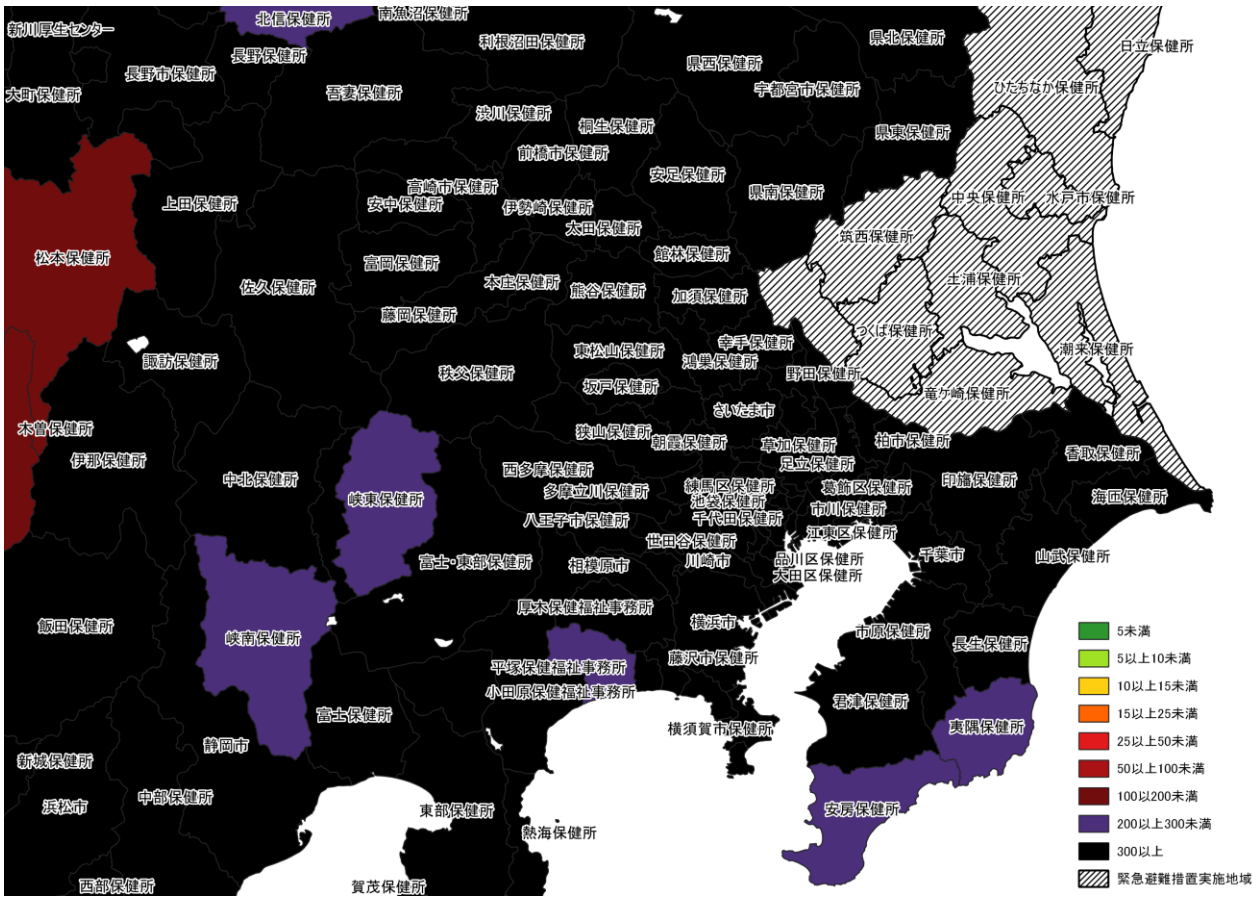 新川厚生センター
北信保健所
南魚沼保健所
利根沼田保健所
県北保健所
日立保健所
長野保健所
長野市保健所
県西保健所
大町保健所
吾妻保健所
宇都宮市保健所
ひたちなか保健所
渋川保健所
桐生保健所
県東保健所
前橋市保健所
安足保健所
高崎市保健所
県南保健所
上田保健所
安中保健所
伊勢崎保健所
中央保健所
水戸市保健所
太田保健所
筑西保健所
松本保健所
館林保健所
富岡保健所
本庄保健所
熊谷保健所
加須保健所
土浦保健所
佐久保健所
藤岡保健所
つくば保健所
幸手保健所
潮来保健所
東松山保健所
鴻巣保健所
諏訪保健所
秩父保健所
野田保健所
坂戸保健所
竜ケ崎保健所
さいたま市
木曽保健所
狭山保健所
朝霞保健所
草加保健所
柏市保健所
伊那保健所
足立保健所
香取保健所
中北保健所
西多摩保健所
印旛保健所
峡東保健所
多摩立川保健所
練馬区保健所
葛飾区保健所
海匝保健所
池袋保健所
市川保健所
八王子市保健所
千代田保健所
江東区保健所
世田谷保健所
富士・東部保健所
相模原市
川崎市
品川区保健所
千葉市
山武保健所
大田区保健所
厚木保健福祉事務所
飯田保健所
横浜市
峡南保健所
市原保健所
長生保健所
5未満
藤沢市保健所
5以上10未満
平塚保健福祉事務所
小田原保健福祉事務所
10以上15未満
君津保健所
富士保健所
15以上25未満
横須賀市保健所
夷隅保健所
静岡市
25以上50未満
新城保健所
50以上100未満
中部保健所
浜松市
東部保健所
安房保健所
100以200未満
200以上300未満
熱海保健所
300以上
西部保健所
賀茂保健所
緊急避難措置実施地域